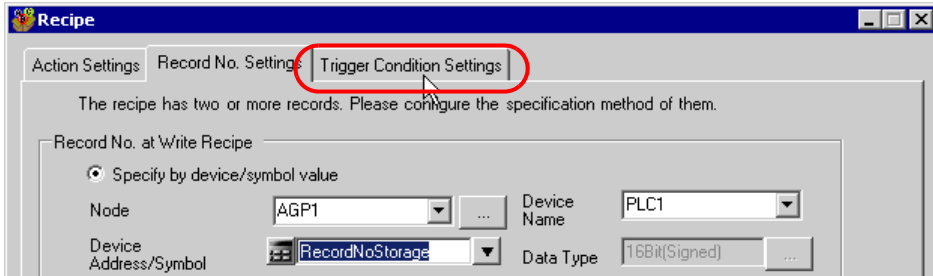 Recipe
Action Settings Record No. Settings Trigger Condition Settings
The recipe has two or more records. Please configure the specification method of them.
Record No. at Write Recipe
Specify by device/symbol value
Node AGP1 ... Device Name PLC1
Device Address/Symbol RecordNoStorage Data Type 16Bit(Signed) ...